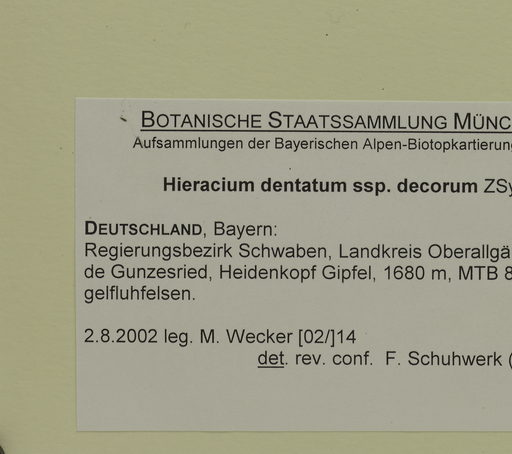 BOTANISCHE STAATSSAMMLUNG MÜNC
Aufsammlungen der Bayerischen Alpen-Biotopkartierung
Hieracium dentatum ssp. decorum ZSy
DEUTSCHLAND, Bayern:
Regierungsbezirk Schwaben, Landkreis Oberallgä
de Gunzesried, Heidenkopf Gipfel, 1680 m, MTB 8
gelfluhfelsen.
2.8.2002 leg. M. Wecker [02/]14
det. rev. conf. F. Schuhwerk (